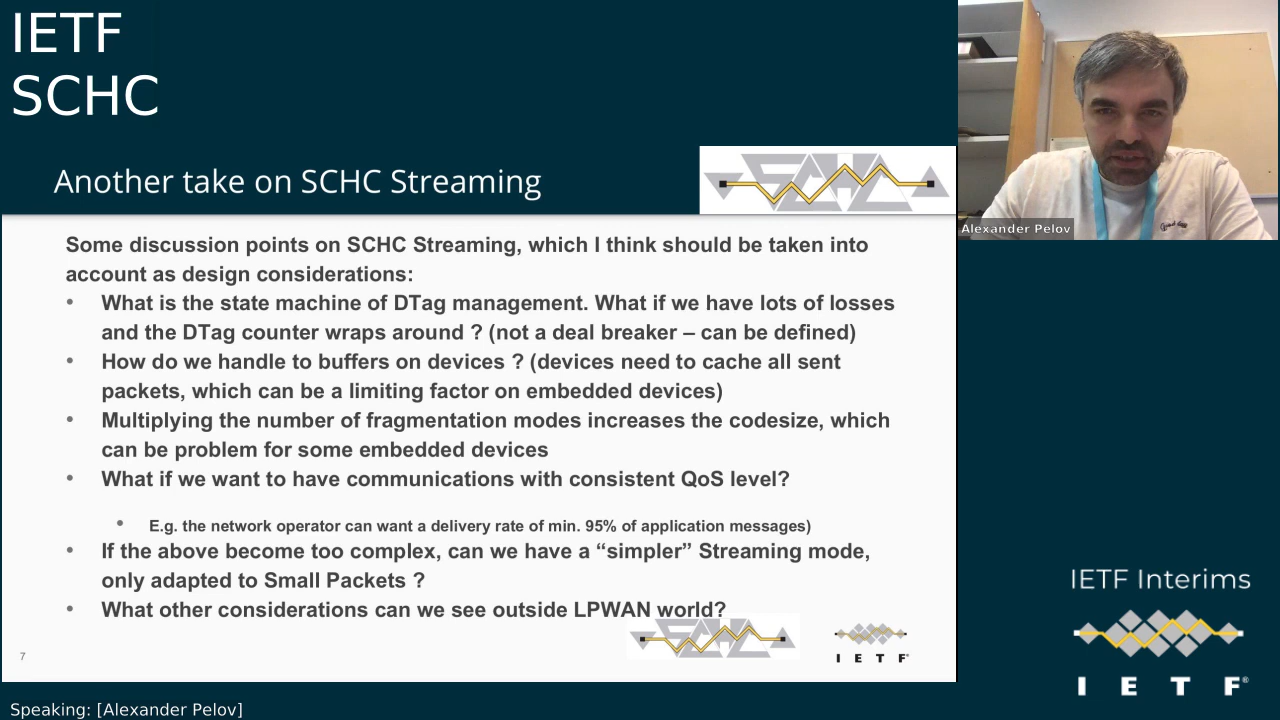 IETF
SCHC
Another take on SCHC Streaming
SCHC
Alexander Pelov
Some discussion points on SCHC Streaming, which I think should be taken into
account as design considerations:
• What is the state machine of DTag management. What if we have lots of losses
and the DTag counter wraps around ? (not a deal breaker – can be defined)
• How do we handle to buffers on devices ? (devices need to cache all sent
packets, which can be a limiting factor on embedded devices)
• Multiplying the number of fragmentation modes increases the codesize, which
can be problem for some embedded devices
• What if we want to have communications with consistent QoS level?
• E.g. the network operator can want a delivery rate of min. 95% of application messages)
• If the above become too complex, can we have a “simpler” Streaming mode,
only adapted to Small Packets ?
• What other considerations can we see outside LPWAN world?
SCHC
I E T F®
7
IETF Interims
I E T F®
Speaking: [Alexander Pelov]